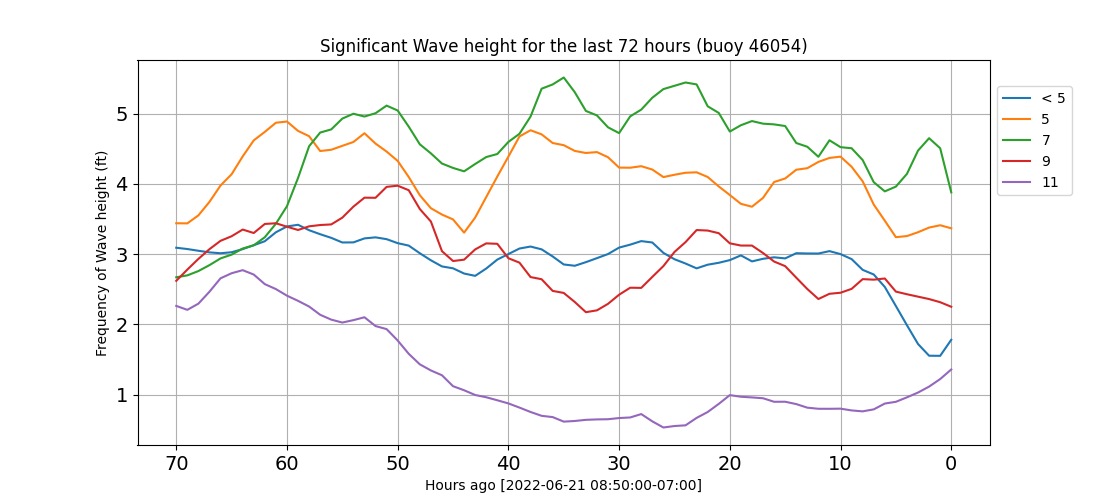 Significant Wave height for the last 72 hours (buoy 46054)
Frequency of Wave height (ft)
5
4
3
2
1
70 60 50 40 30 20 10 0
Hours ago [2022-06-21 08:50:00-07:00]
< 5
5
7
9
11